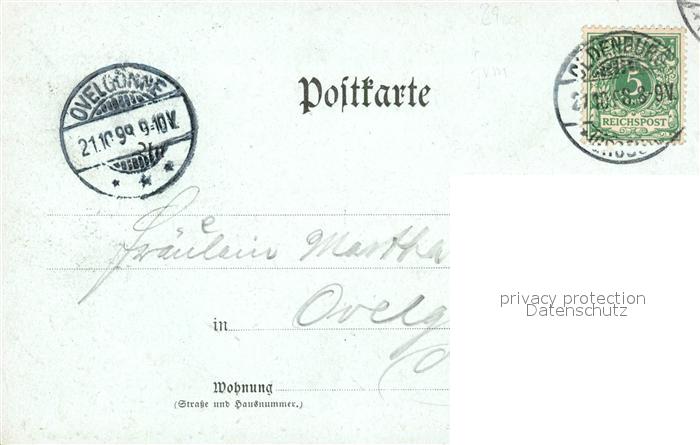 Postkarte
OVELGÖNNE
21.10.99 9-10V.
OLDENBURG
5
REICHSPOST
Fräulein Martha
in Ovelg
Wohnung
(Straße und Hausnummer.)
privacy protection
Datenschutz